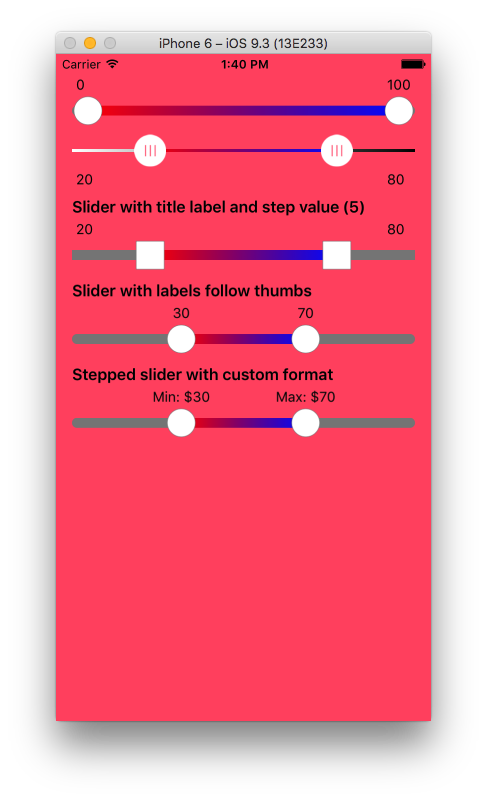 iPhone 6 – iOS 9.3 (13E233)
Carrier 1:40 PM
0 100
20 80
Slider with title label and step value (5)
20 80
Slider with labels follow thumbs
30 70
Stepped slider with custom format
Min: $30 Max: $70